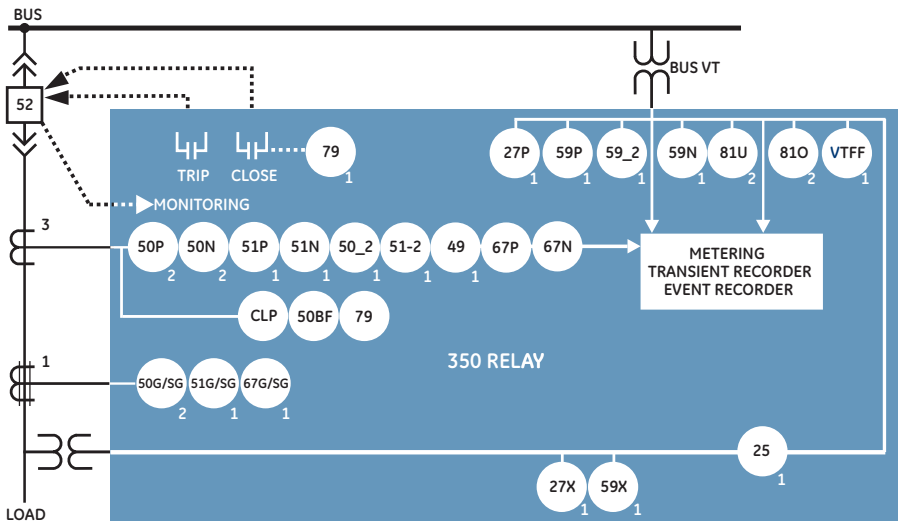 BUS
BUS VT
52
TRIP
CLOSE
79
1
27P
1
59P
1
59_2
1
59N
1
81U
2
81O
2
VTFF
1
MONITORING
3
50P
2
50N
2
51P
1
51N
1
50_2
1
51-2
1
49
1
67P
67N
METERING
TRANSIENT RECORDER
EVENT RECORDER
CLP
50BF
79
350 RELAY
1
50G/SG
2
51G/SG
1
67G/SG
1
25
1
27X
1
59X
1
LOAD